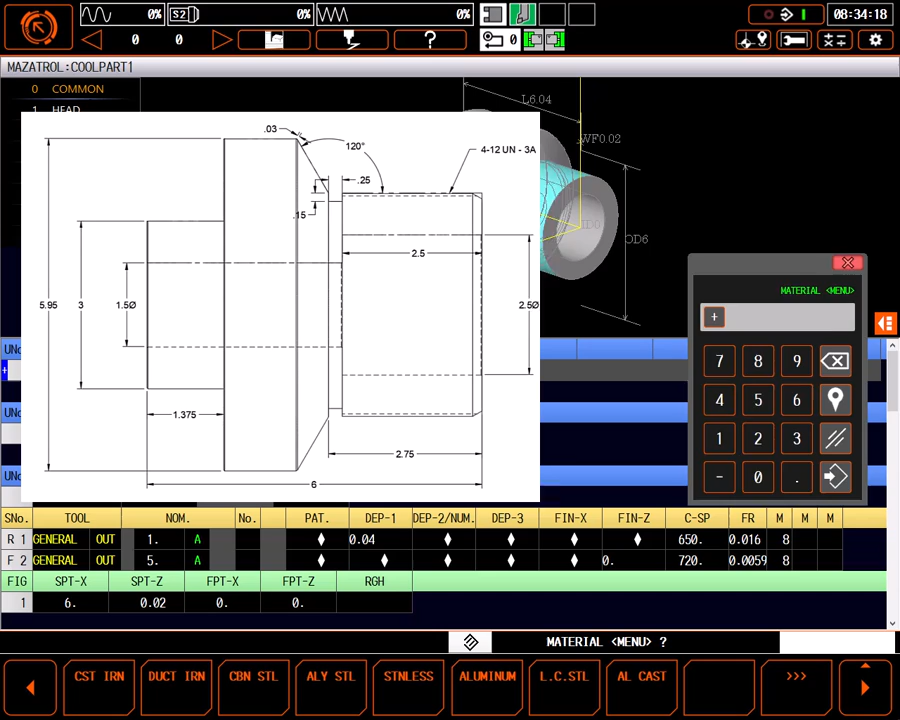 0%
S2
0%
0%
08:34:18
0
0
?
0
MAZATROL:COOLPART1
0 COMMON
1 HEAD
L6.04
WF0.02
ID0
OD6
.03
120°
4-12 UN - 3A
.25
.15
2.5
5.95
3
1.5Ø
2.5Ø
1.375
2.75
6
MATERIAL <MENU>
+
7 8 9
4 5 6
1 2 3
- 0 .
UNo
+
UNo
UNo
SNo. TOOL NOM. No. PAT. DEP-1 DEP-2/NUM. DEP-3 FIN-X FIN-Z C-SP FR M M M
R 1 GENERAL OUT 1. A ♦ 0.04 ♦ ♦ ♦ ♦ 650. 0.016 8
F 2 GENERAL OUT 5. A ♦ ♦ ♦ ♦ ♦ 0. 720. 0.0059 8
FIG SPT-X SPT-Z FPT-X FPT-Z RGH
1 6. 0.02 0. 0.
MATERIAL <MENU> ?
CST IRN DUCT IRN CBN STL ALY STL STNLESS ALUMINUM L.C.STL AL CAST >>>